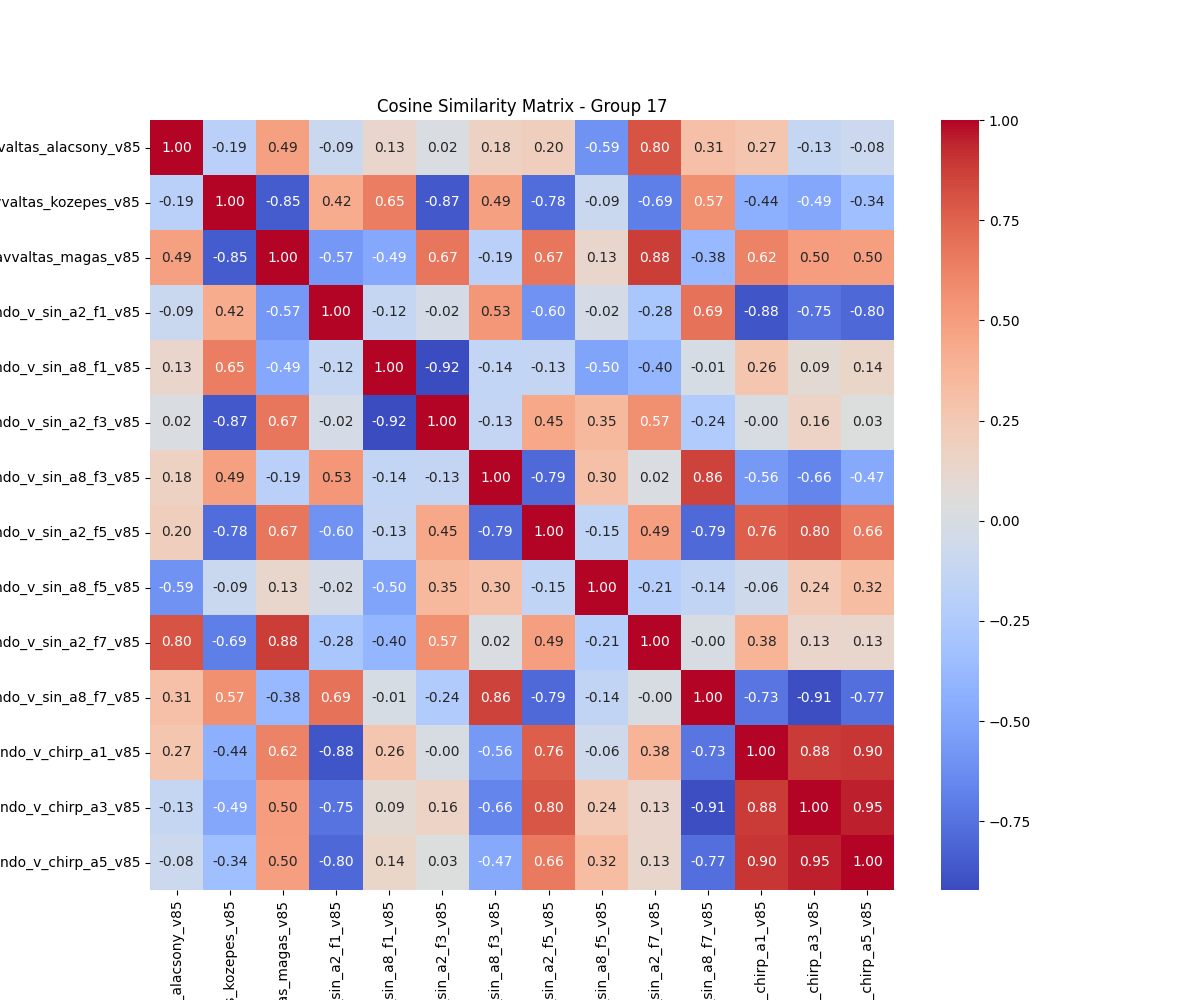 Cosine Similarity Matrix - Group 17
valtas_alacsony_v85 1.00 -0.19 0.49 -0.09 0.13 0.02 0.18 0.20 -0.59 0.80 0.31 0.27 -0.13 -0.08
valtas_kozepes_v85 -0.19 1.00 -0.85 0.42 0.65 -0.87 0.49 -0.78 -0.09 -0.69 0.57 -0.44 -0.49 -0.34
avvaltas_magas_v85 0.49 -0.85 1.00 -0.57 -0.49 0.67 -0.19 0.67 0.13 0.88 -0.38 0.62 0.50 0.50
ndo_v_sin_a2_f1_v85 -0.09 0.42 -0.57 1.00 -0.12 -0.02 0.53 -0.60 -0.02 -0.28 0.69 -0.88 -0.75 -0.80
ndo_v_sin_a8_f1_v85 0.13 0.65 -0.49 -0.12 1.00 -0.92 -0.14 -0.13 -0.50 -0.40 -0.01 0.26 0.09 0.14
ndo_v_sin_a2_f3_v85 0.02 -0.87 0.67 -0.02 -0.92 1.00 -0.13 0.45 0.35 0.57 -0.24 -0.00 0.16 0.03
ndo_v_sin_a8_f3_v85 0.18 0.49 -0.19 0.53 -0.14 -0.13 1.00 -0.79 0.30 0.02 0.86 -0.56 -0.66 -0.47
ndo_v_sin_a2_f5_v85 0.20 -0.78 0.67 -0.60 -0.13 0.45 -0.79 1.00 -0.15 0.49 -0.79 0.76 0.80 0.66
ndo_v_sin_a8_f5_v85 -0.59 -0.09 0.13 -0.02 -0.50 0.35 0.30 -0.15 1.00 -0.21 -0.14 -0.06 0.24 0.32
ndo_v_sin_a2_f7_v85 0.80 -0.69 0.88 -0.28 -0.40 0.57 0.02 0.49 -0.21 1.00 -0.00 0.38 0.13 0.13
ndo_v_sin_a8_f7_v85 0.31 0.57 -0.38 0.69 -0.01 -0.24 0.86 -0.79 -0.14 -0.00 1.00 -0.73 -0.91 -0.77
ndo_v_chirp_a1_v85 0.27 -0.44 0.62 -0.88 0.26 -0.00 -0.56 0.76 -0.06 0.38 -0.73 1.00 0.88 0.90
ndo_v_chirp_a3_v85 -0.13 -0.49 0.50 -0.75 0.09 0.16 -0.66 0.80 0.24 0.13 -0.91 0.88 1.00 0.95
ndo_v_chirp_a5_v85 -0.08 -0.34 0.50 -0.80 0.14 0.03 -0.47 0.66 0.32 0.13 -0.77 0.90 0.95 1.00
_alacsony_v85
s_kozepes_v85
as_magas_v85
sin_a2_f1_v85
sin_a8_f1_v85
sin_a2_f3_v85
sin_a8_f3_v85
sin_a2_f5_v85
sin_a8_f5_v85
sin_a2_f7_v85
sin_a8_f7_v85
_chirp_a1_v85
_chirp_a3_v85
_chirp_a5_v85
1.00
0.75
0.50
0.25
0.00
−0.25
−0.50
−0.75